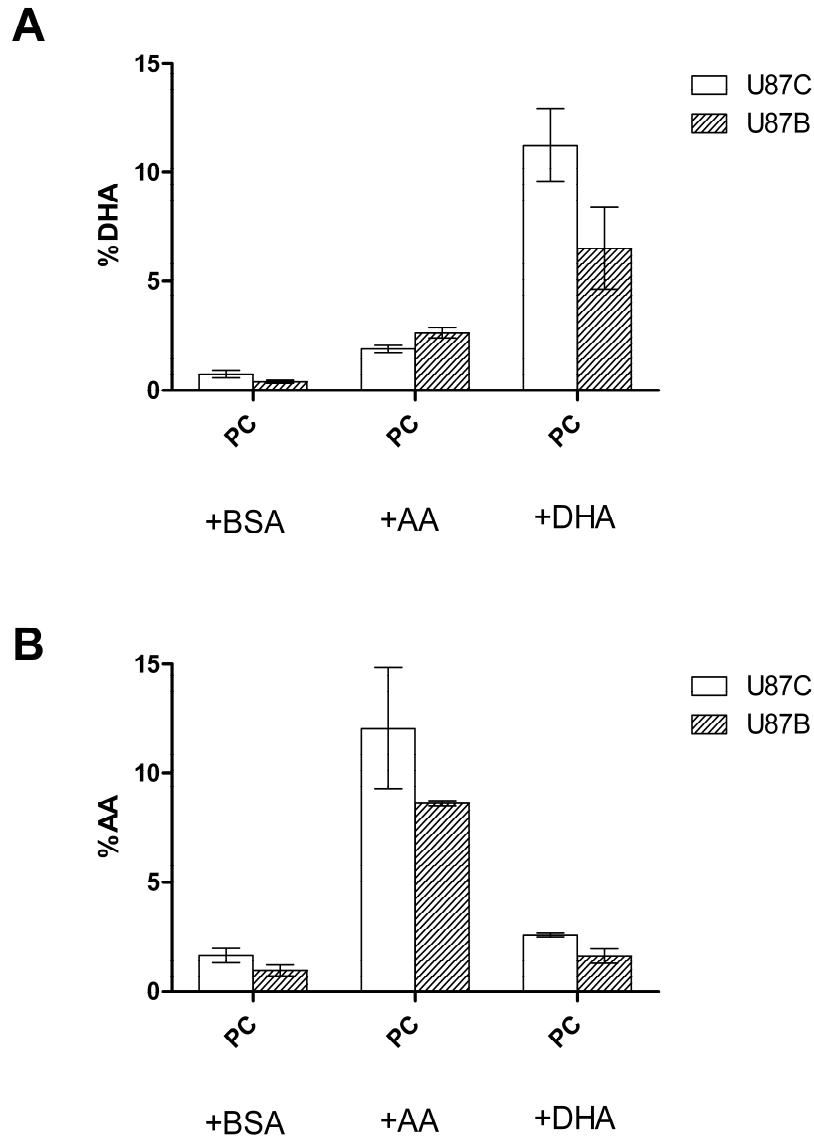 A
15
10
5
0
%DHA
U87C
U87B
PC PC PC
+BSA +AA +DHA
B
15
10
5
0
%AA
U87C
U87B
PC PC PC
+BSA +AA +DHA